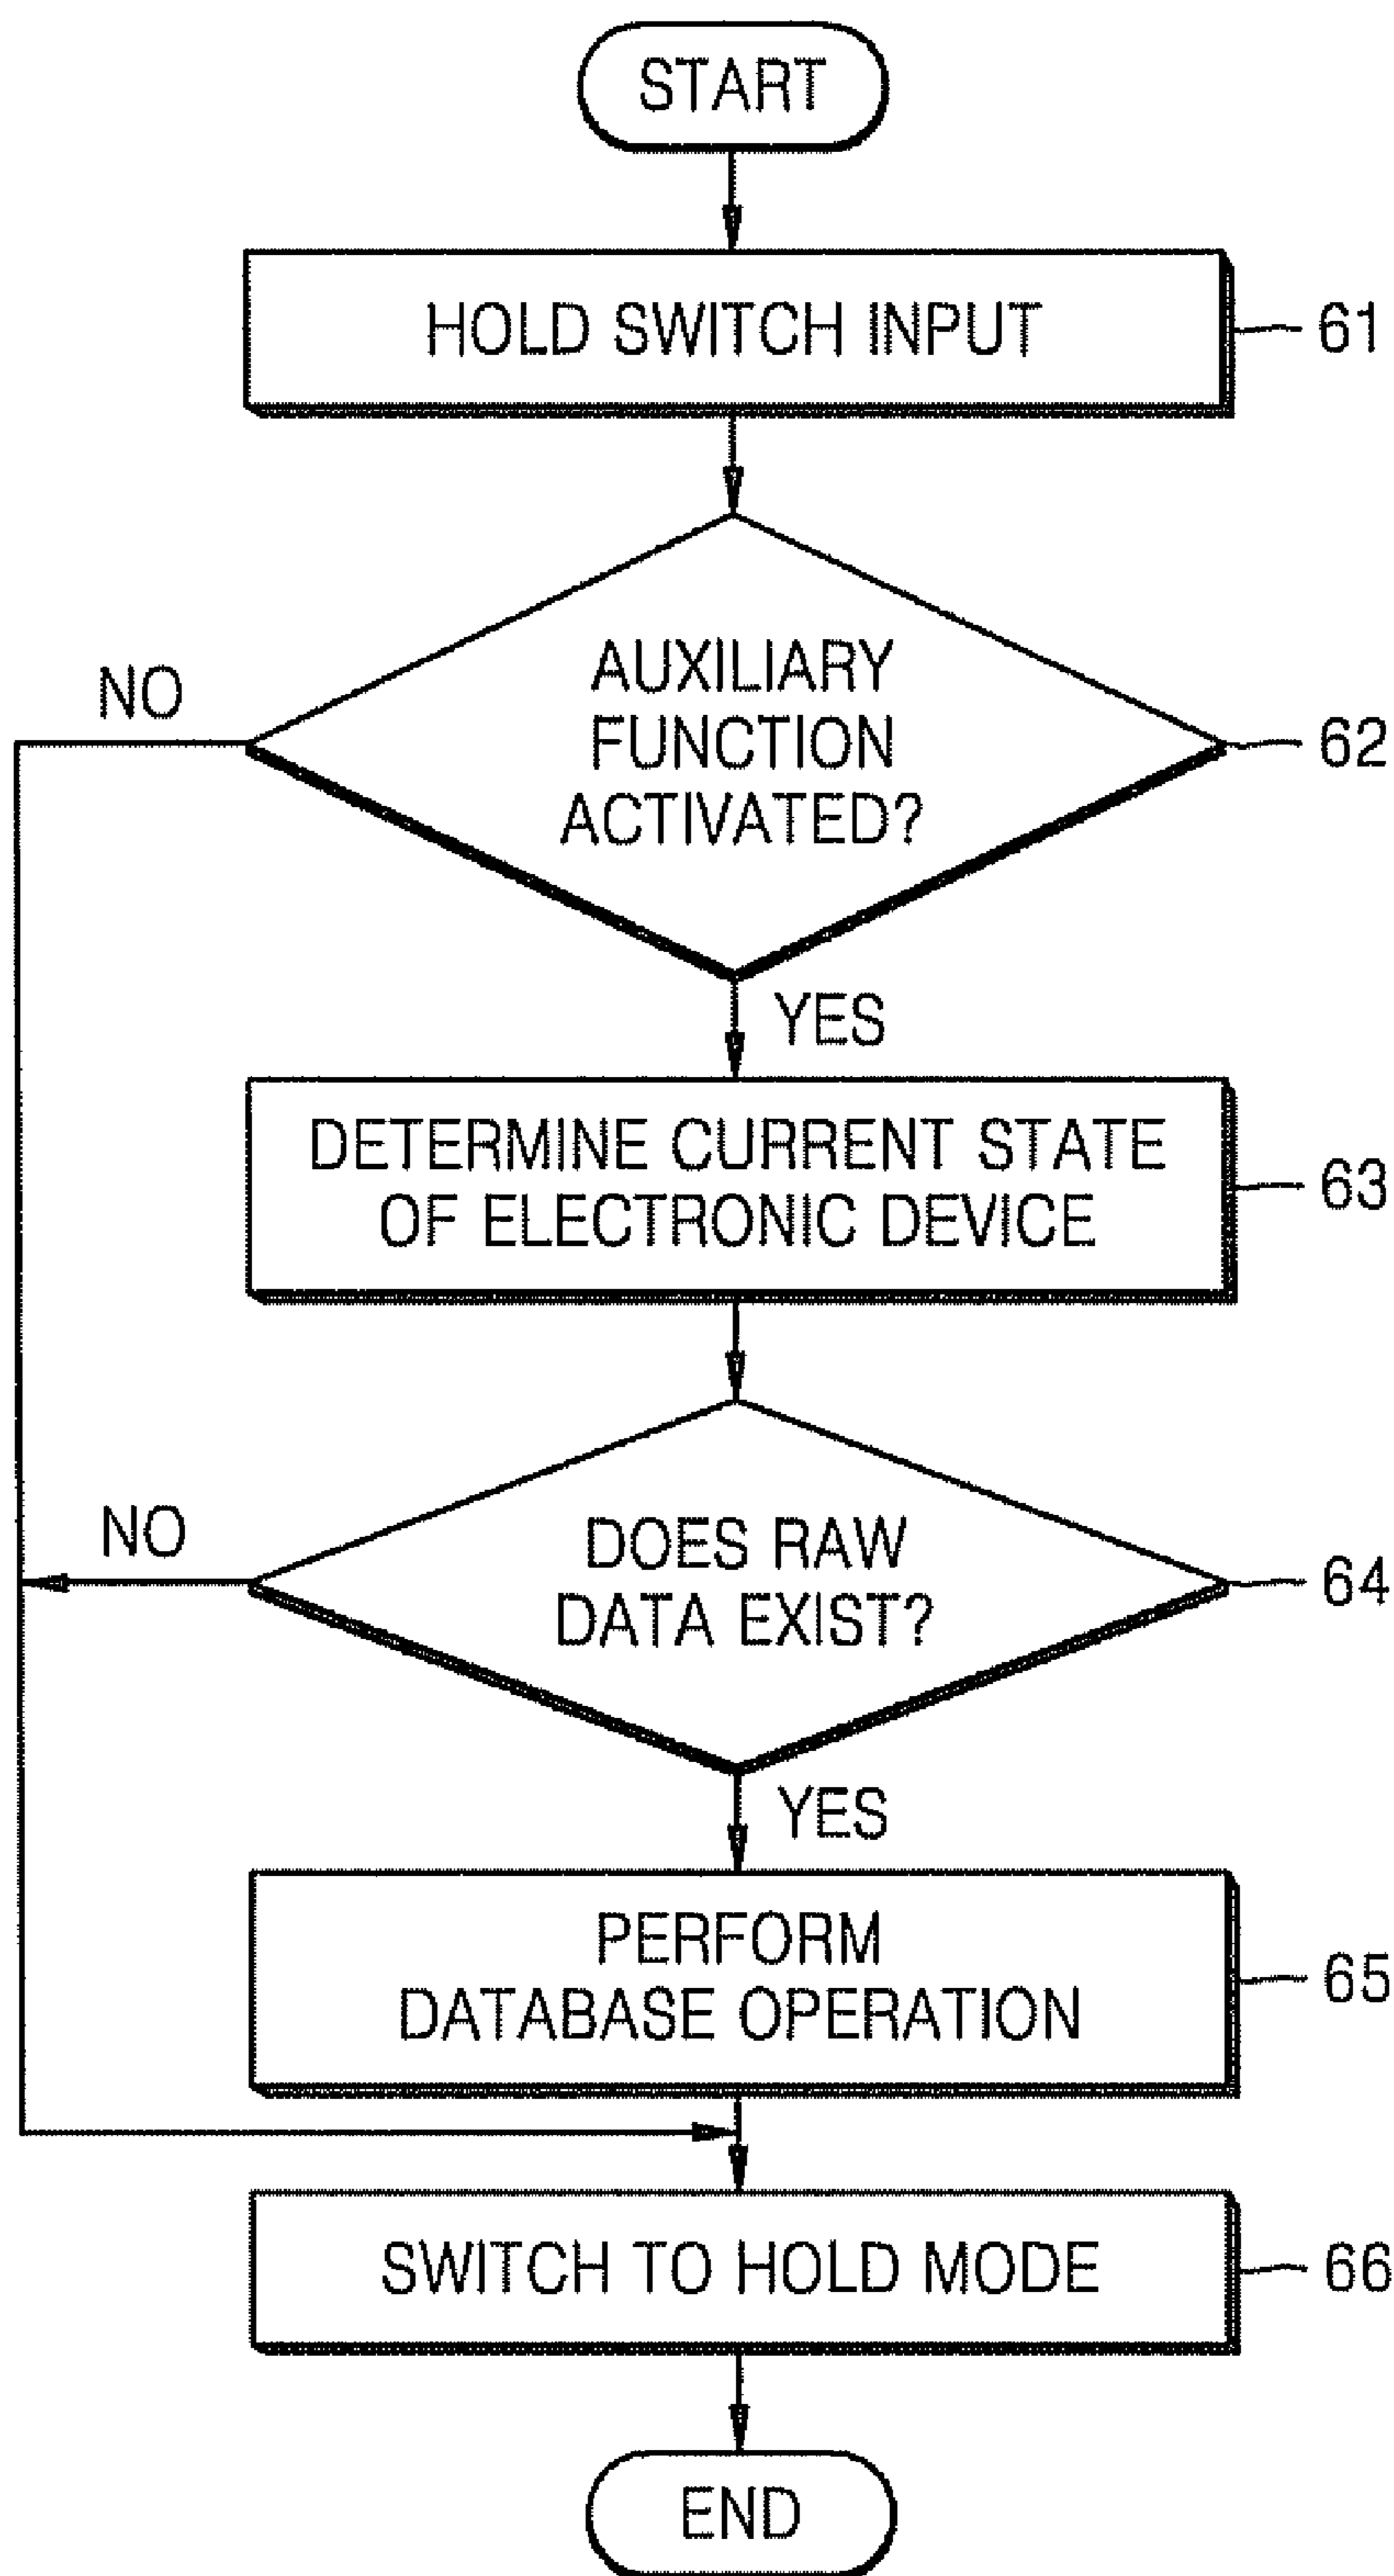 START
HOLD SWITCH INPUT
61
AUXILIARY
FUNCTION
ACTIVATED?
62
NO
YES
DETERMINE CURRENT STATE
OF ELECTRONIC DEVICE
63
DOES RAW
DATA EXIST?
64
NO
YES
PERFORM
DATABASE OPERATION
65
SWITCH TO HOLD MODE
66
END